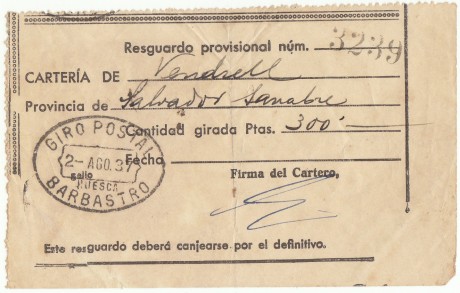 Resguardo provisional núm. 3239
CARTERÍA DE Vendrell
Provincia de Salvador Sanabre
Cantidad girada Ptas. 300'—
Fecha
Firma del Cartero,
GIRO POSTAL
2- AGO.37
HUESCA
BARBASTRO
Este resguardo deberá canjearse por el definitivo.